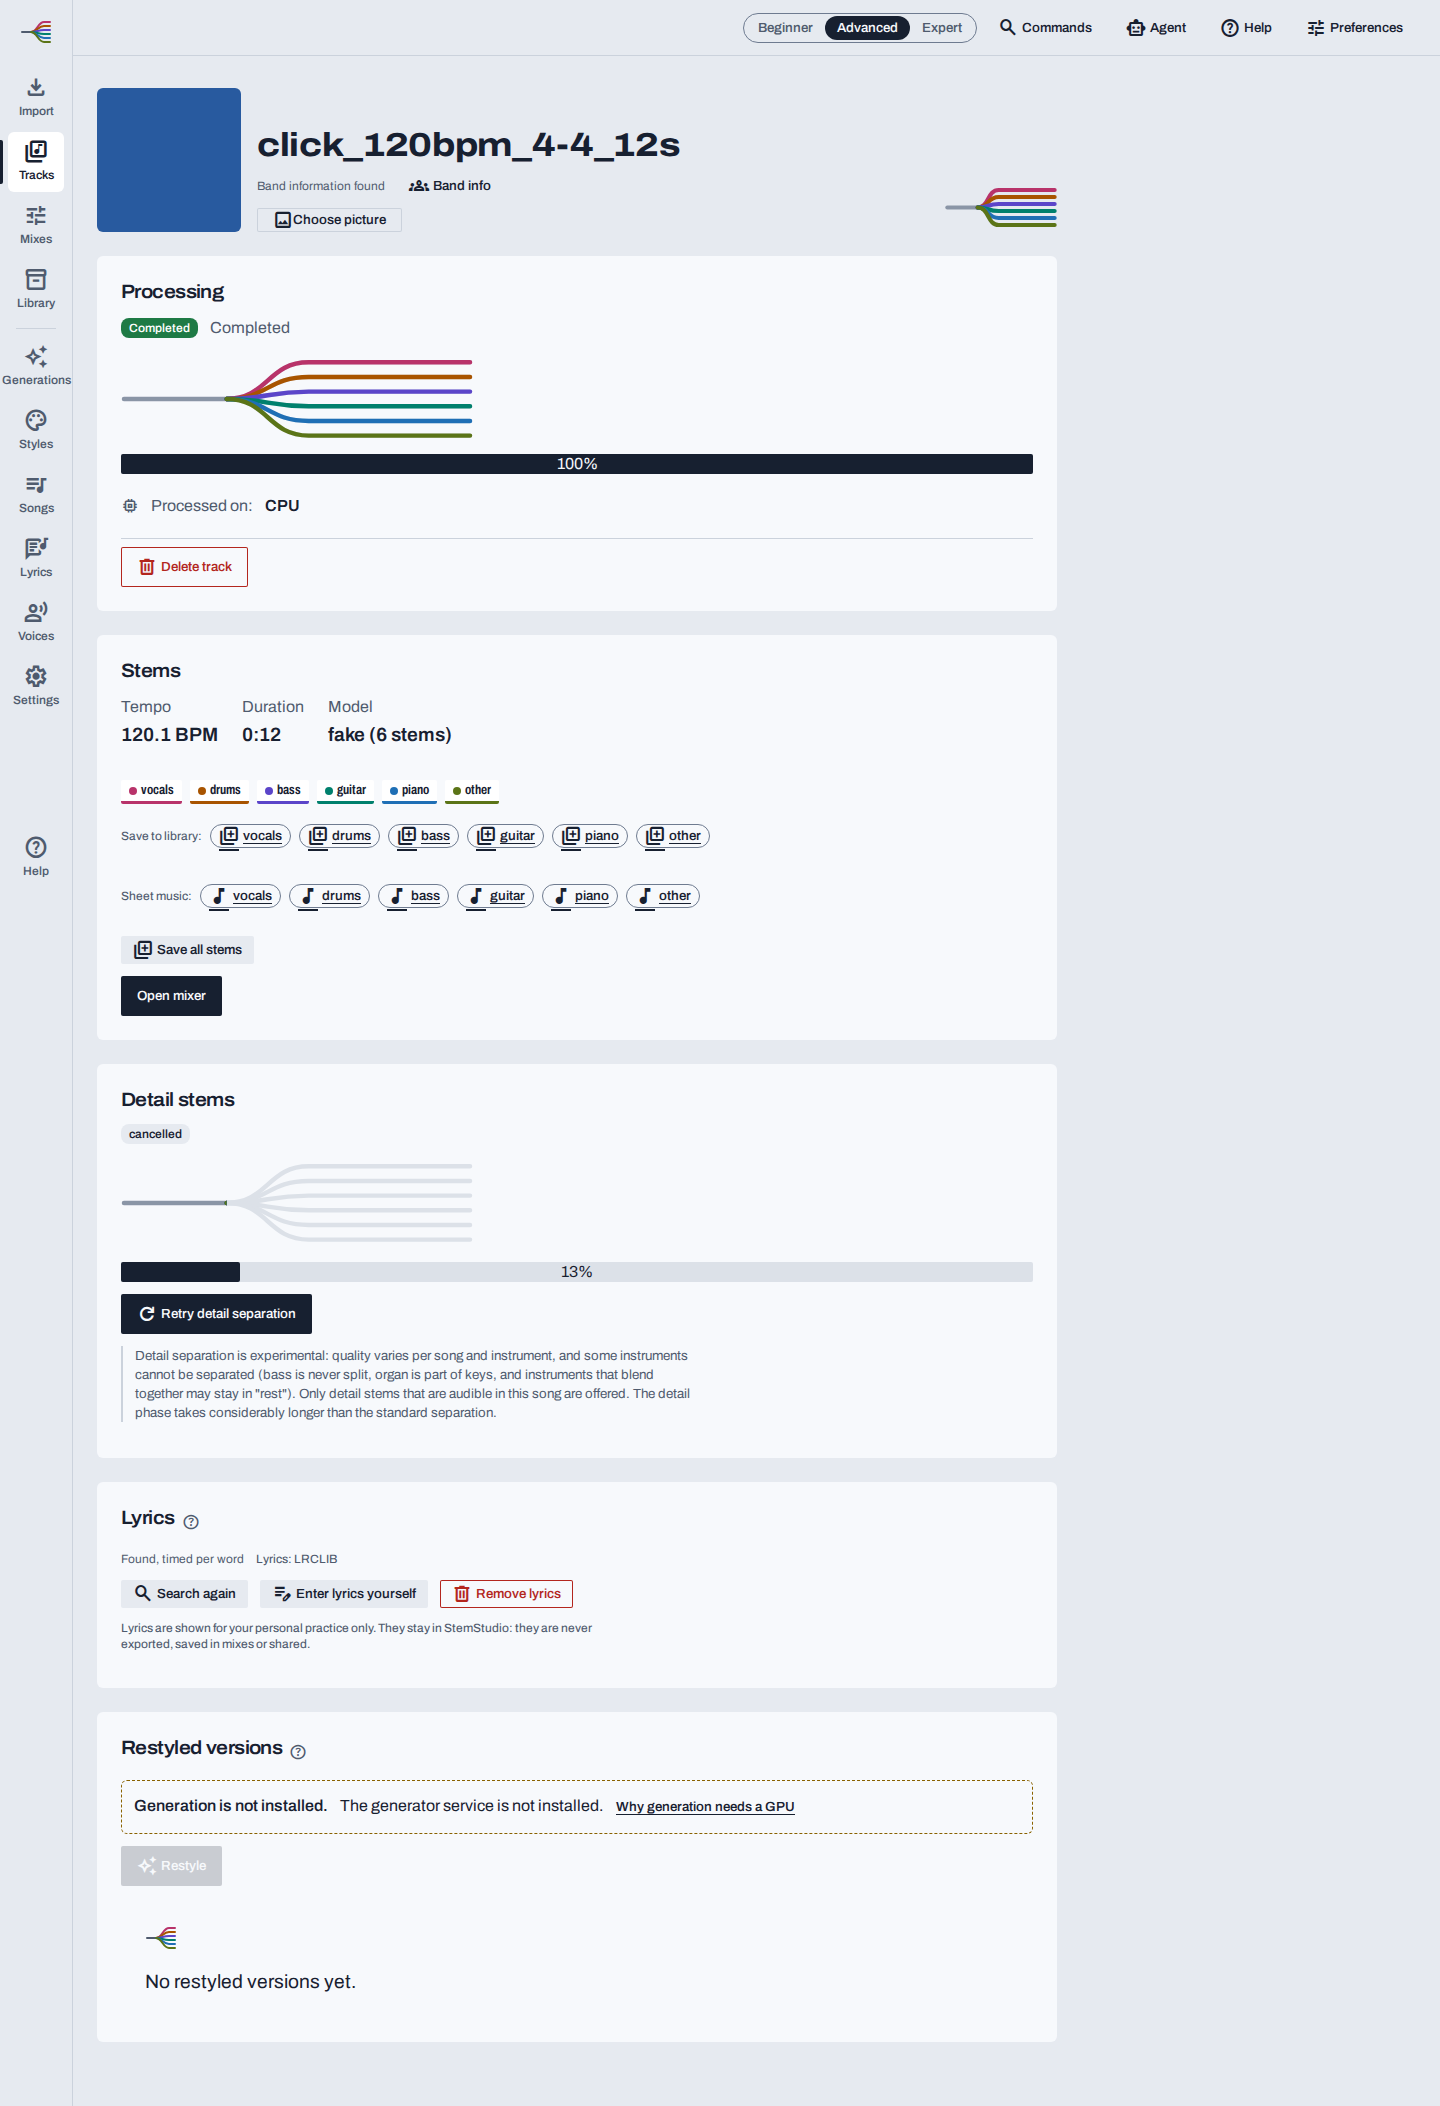 Beginner Advanced Expert Commands Agent Help Preferences
Import
Tracks
Mixes
Library
Generations
Styles
Songs
Lyrics
Voices
Settings
Help
click_120bpm_4-4_12s
Band information found Band info
Choose picture
Processing
Completed Completed
100%
Processed on: CPU
Delete track
Stems
Tempo Duration Model
120.1 BPM 0:12 fake (6 stems)
vocals drums bass guitar piano other
Save to library: vocals drums bass guitar piano other
Sheet music: vocals drums bass guitar piano other
Save all stems
Open mixer
Detail stems
cancelled
13%
Retry detail separation
Detail separation is experimental: quality varies per song and instrument, and some instruments
cannot be separated (bass is never split, organ is part of keys, and instruments that blend
together may stay in "rest"). Only detail stems that are audible in this song are offered. The detail
phase takes considerably longer than the standard separation.
Lyrics
Found, timed per word Lyrics: LRCLIB
Search again Enter lyrics yourself Remove lyrics
Lyrics are shown for your personal practice only. They stay in StemStudio: they are never
exported, saved in mixes or shared.
Restyled versions
Generation is not installed. The generator service is not installed. Why generation needs a GPU
Restyle
No restyled versions yet.